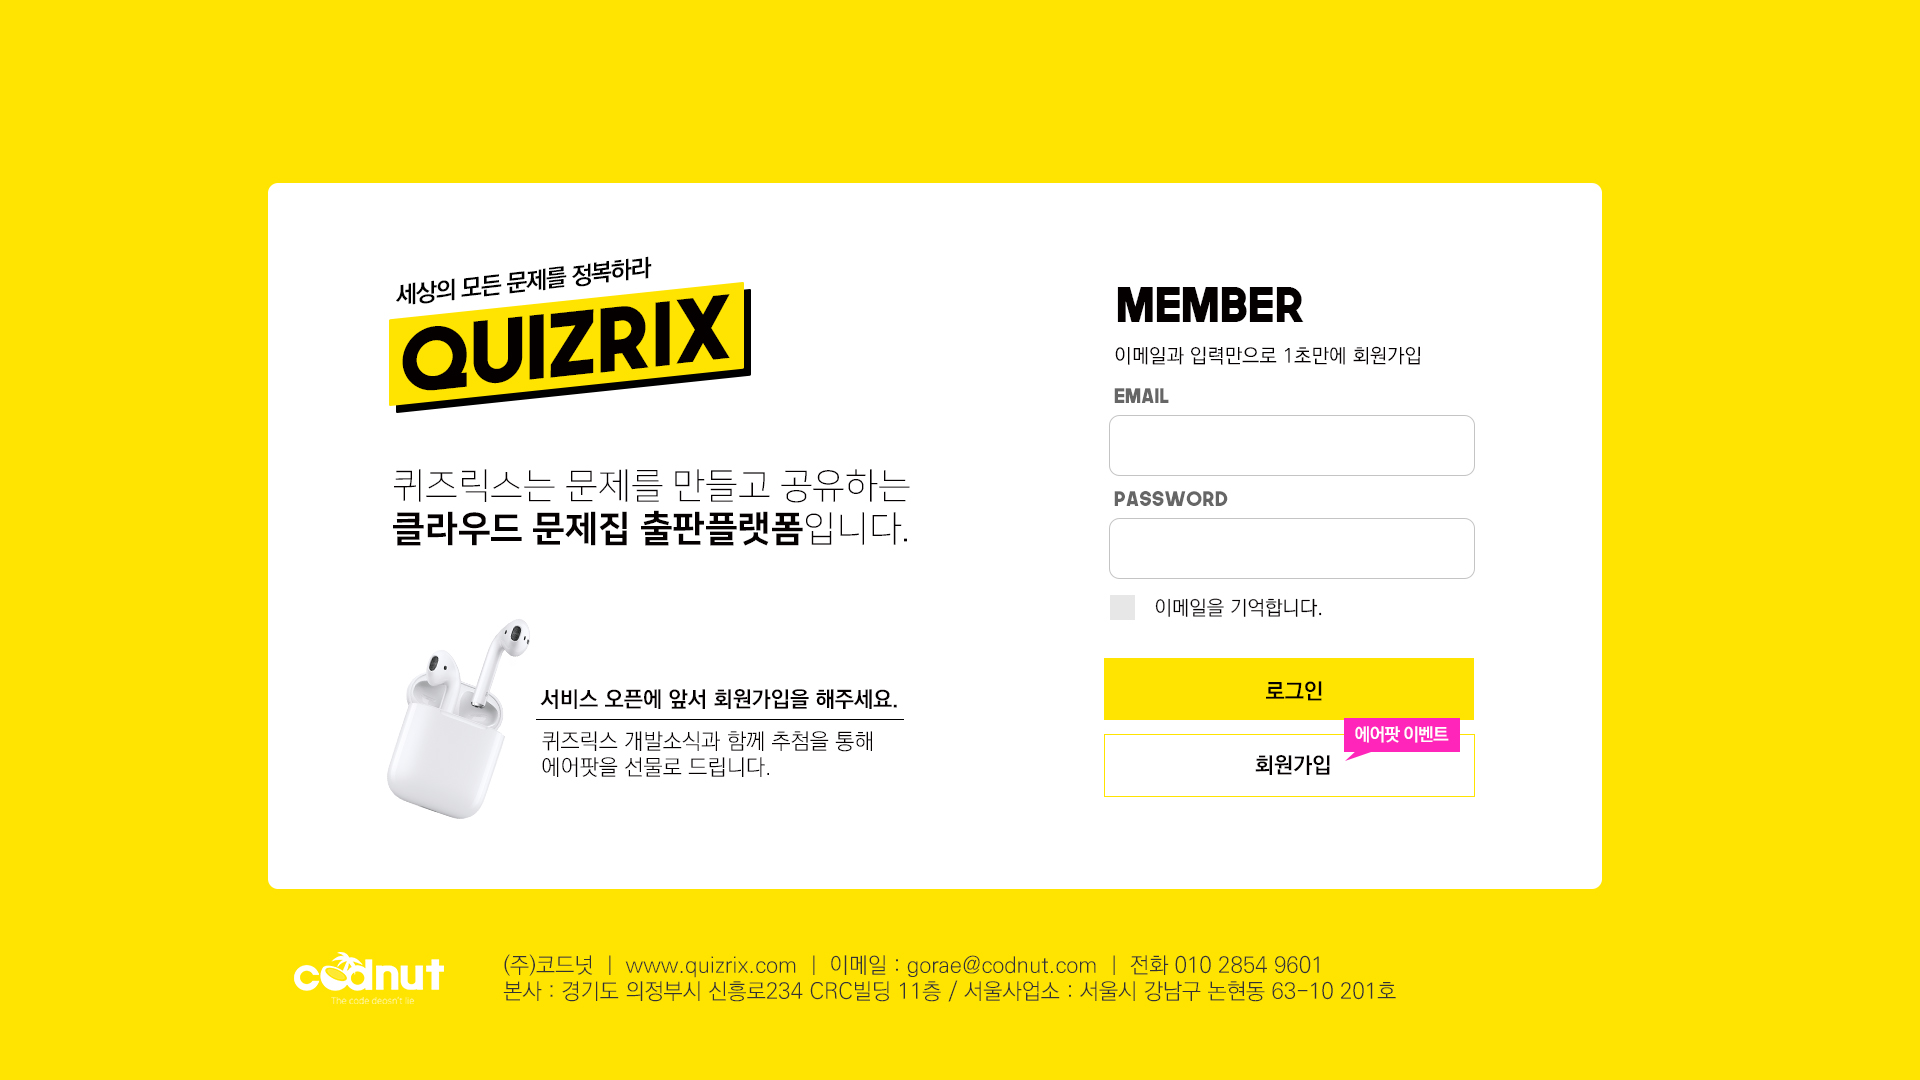 세상의 모든 문제를 정복하라
QUIZRIX
퀴즈릭스는 문제를 만들고 공유하는
클라우드 문제집 출판플랫폼입니다.
서비스 오픈에 앞서 회원가입을 해주세요.
퀴즈릭스 개발소식과 함께 추첨을 통해
에어팟을 선물로 드립니다.
MEMBER
이메일과 입력만으로 1초만에 회원가입
EMAIL
PASSWORD
이메일을 기억합니다.
로그인
에어팟 이벤트
회원가입
codnut
The code deosn't lie
(주)코드넛 | www.quizrix.com | 이메일 : gorae@codnut.com | 전화 010 2854 9601
본사 : 경기도 의정부시 신흥로234 CRC빌딩 11층 / 서울사업소 : 서울시 강남구 논현동 63-10 201호